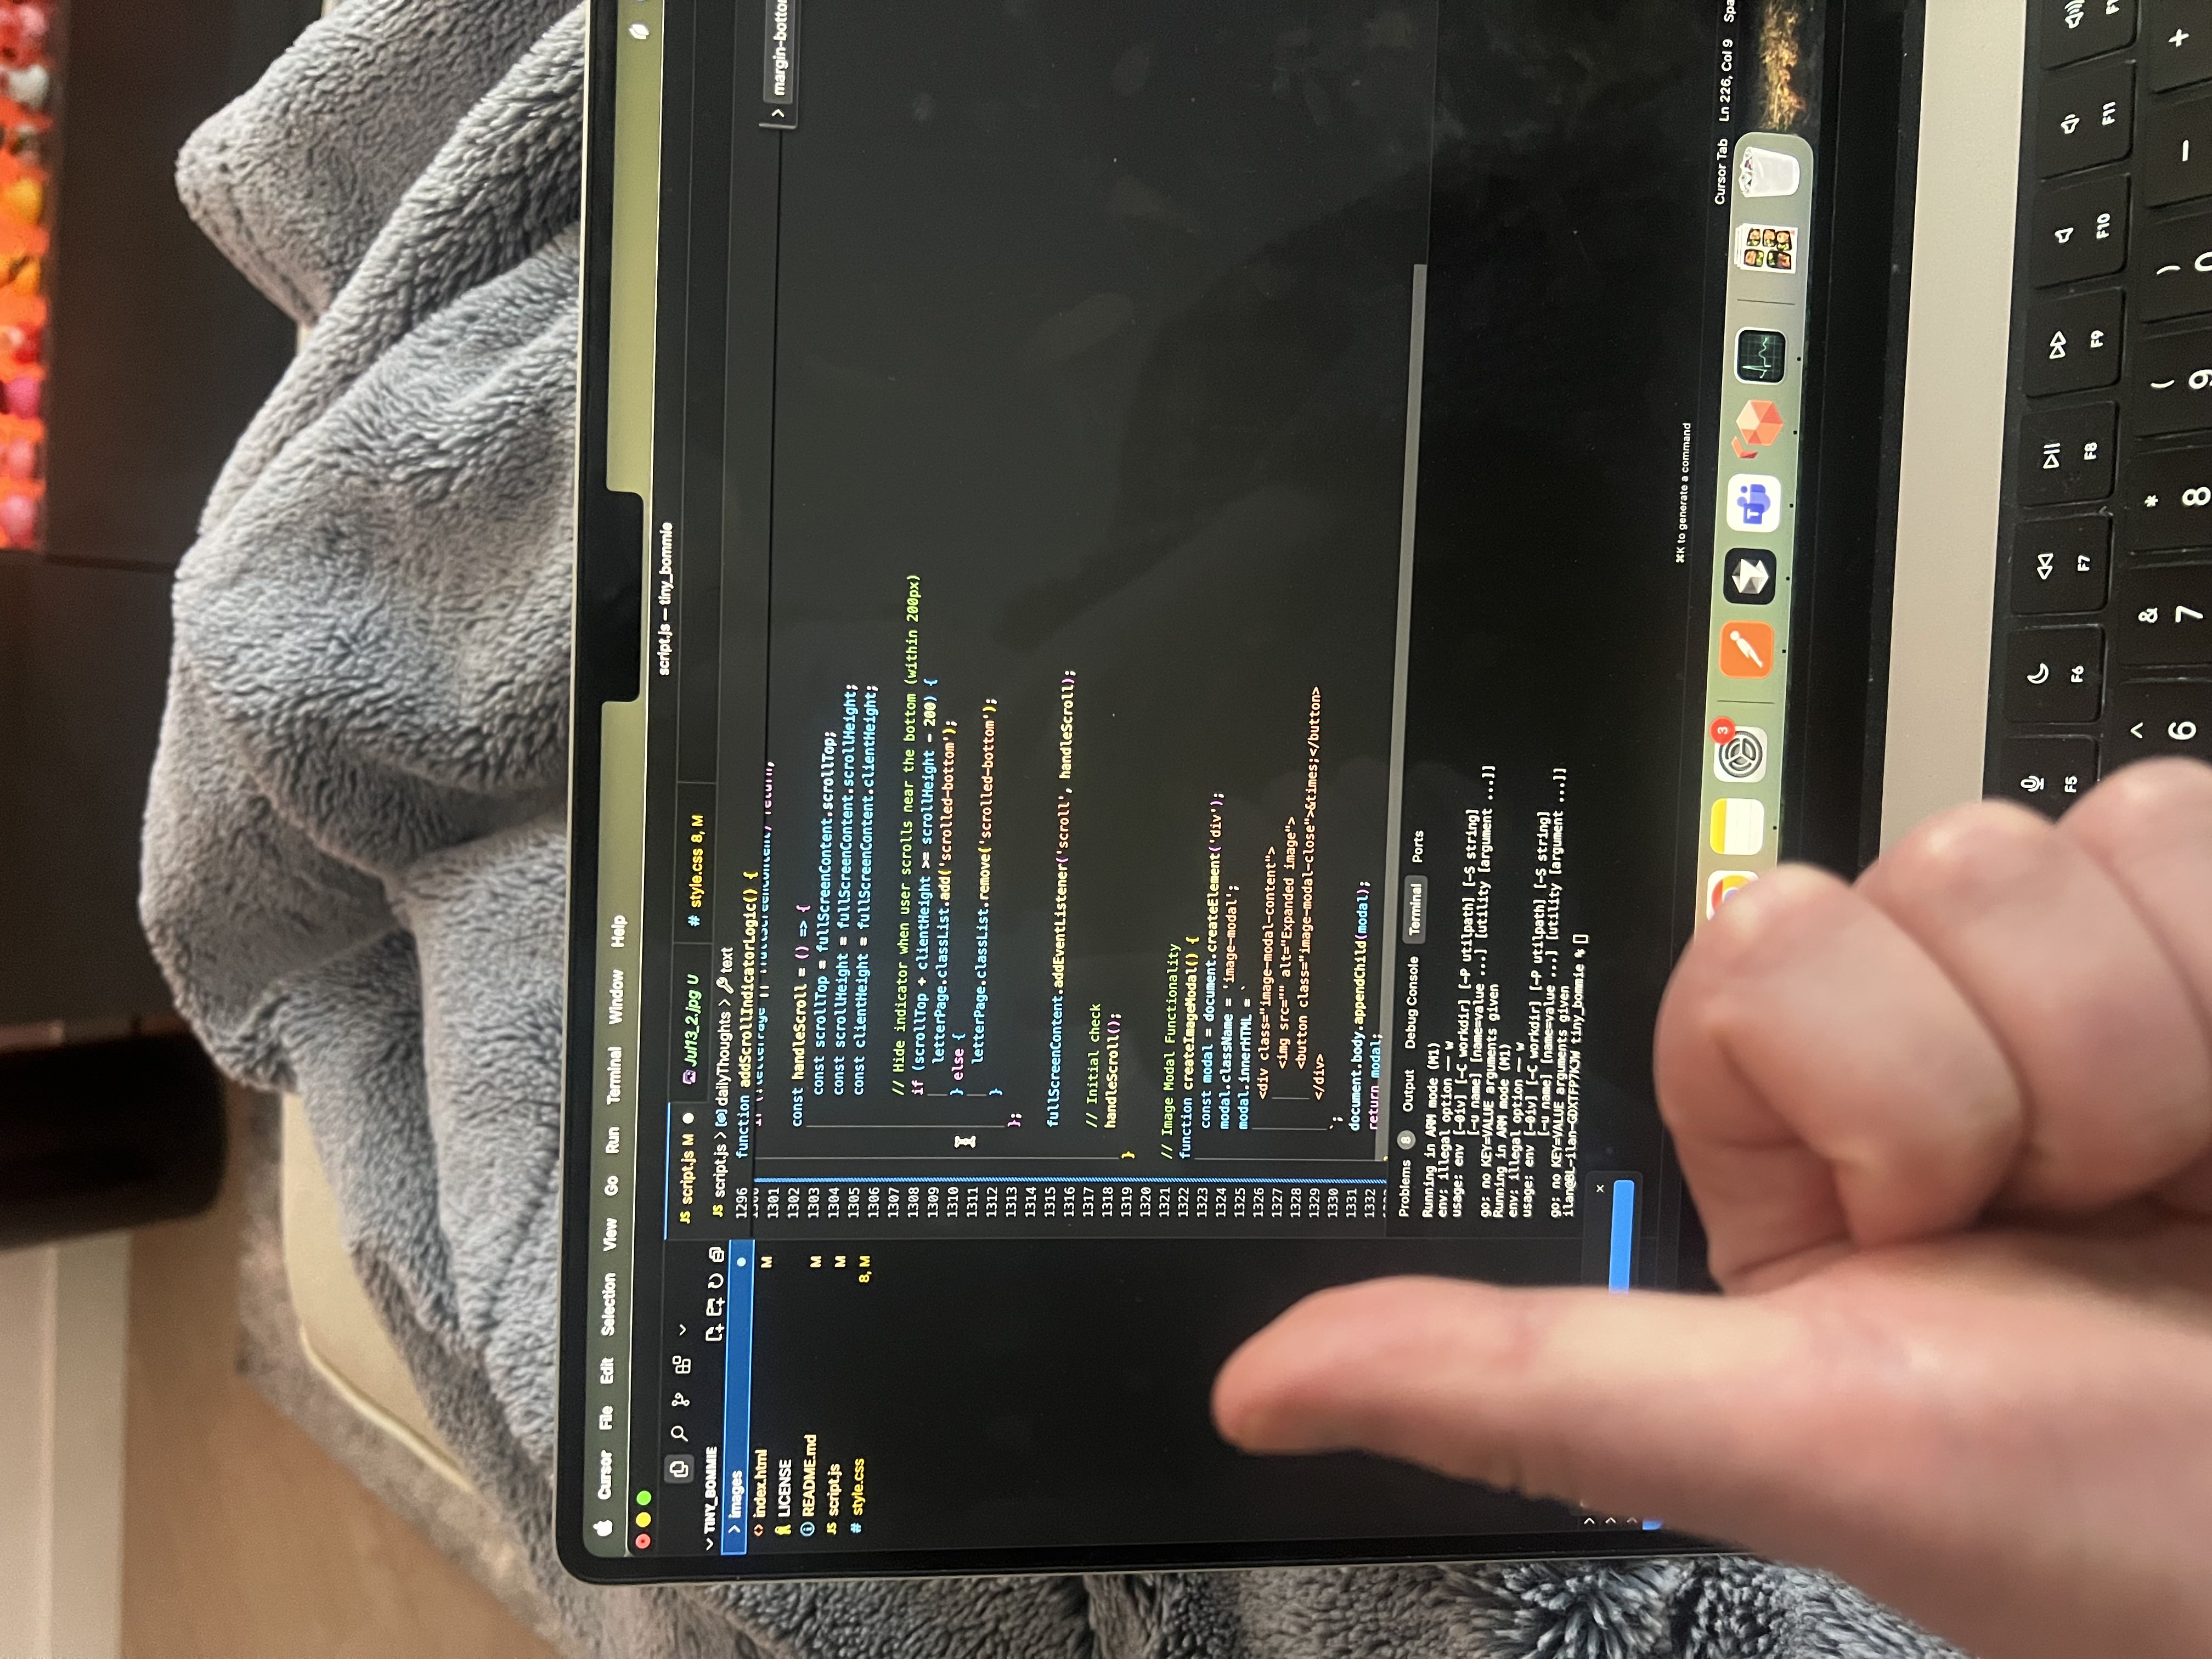 Cursor File Edit Selection View Go Run Terminal Window Help
script.js — tiny_bommie
JS script.js M
Jul13_2.jpg U
# style.css 8, M
TINY_BOMMIE
images
index.html M
LICENSE
README.md M
JS script.js M
# style.css 8, M
JS script.js > dailyThoughts > text
margin-bottom
1296 function addScrollIndicatorLogic() {
1300 if (!letterPage || !fullScreenContent) return;
1301
1302 const handleScroll = () => {
1303 const scrollTop = fullScreenContent.scrollTop;
1304 const scrollHeight = fullScreenContent.scrollHeight;
1305 const clientHeight = fullScreenContent.clientHeight;
1306
1307 // Hide indicator when user scrolls near the bottom (within 200px)
1308 if (scrollTop + clientHeight >= scrollHeight - 200) {
1309 letterPage.classList.add('scrolled-bottom');
1310 } else {
1311 letterPage.classList.remove('scrolled-bottom');
1312 }
1313 };
1314
1315 fullScreenContent.addEventListener('scroll', handleScroll);
1316
1317 // Initial check
1318 handleScroll();
1319 }
1320
1321 // Image Modal Functionality
1322 function createImageModal() {
1323 const modal = document.createElement('div');
1324 modal.className = 'image-modal';
1325 modal.innerHTML = `
1326 <div class="image-modal-content">
1327 <img src="" alt="Expanded image">
1328 <button class="image-modal-close">&times;</button>
1329 </div>
1330 `;
1331 document.body.appendChild(modal);
1332 return modal;
Problems 8 Output Debug Console Terminal Ports
Running in ARM mode (M1)
env: illegal option -- w
usage: env [-0iv] [-C workdir] [-P utilpath] [-S string]
[-u name] [name=value ...] [utility [argument ...]]
go: no KEY=VALUE arguments given
Running in ARM mode (M1)
env: illegal option -- w
usage: env [-0iv] [-C workdir] [-P utilpath] [-S string]
[-u name] [name=value ...] [utility [argument ...]]
go: no KEY=VALUE arguments given
ilan@BL-ilan-GDXTFP7KJW tiny_bommie %
⌘K to generate a command
Cursor Tab Ln 226, Col 9
3
T
F5 F6 F7 F8 F9 F10 F11
^ & * ( ) − +
6 7 8 9 0